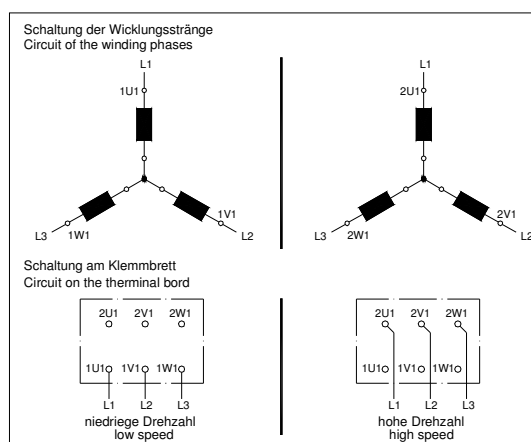 Schaltung der Wicklungsstränge
Circuit of the winding phases
L1
1U1
1V1
L2
L3
1W1
L1
2U1
2V1
L2
L3
2W1
Schaltung am Klemmbrett
Circuit on the therminal bord
2U1 2V1 2W1
1U1 1V1 1W1
L1 L2 L3
niedriege Drehzahl
low speed
2U1 2V1 2W1
1U1 1V1 1W1
L1 L2 L3
hohe Drehzahl
high speed